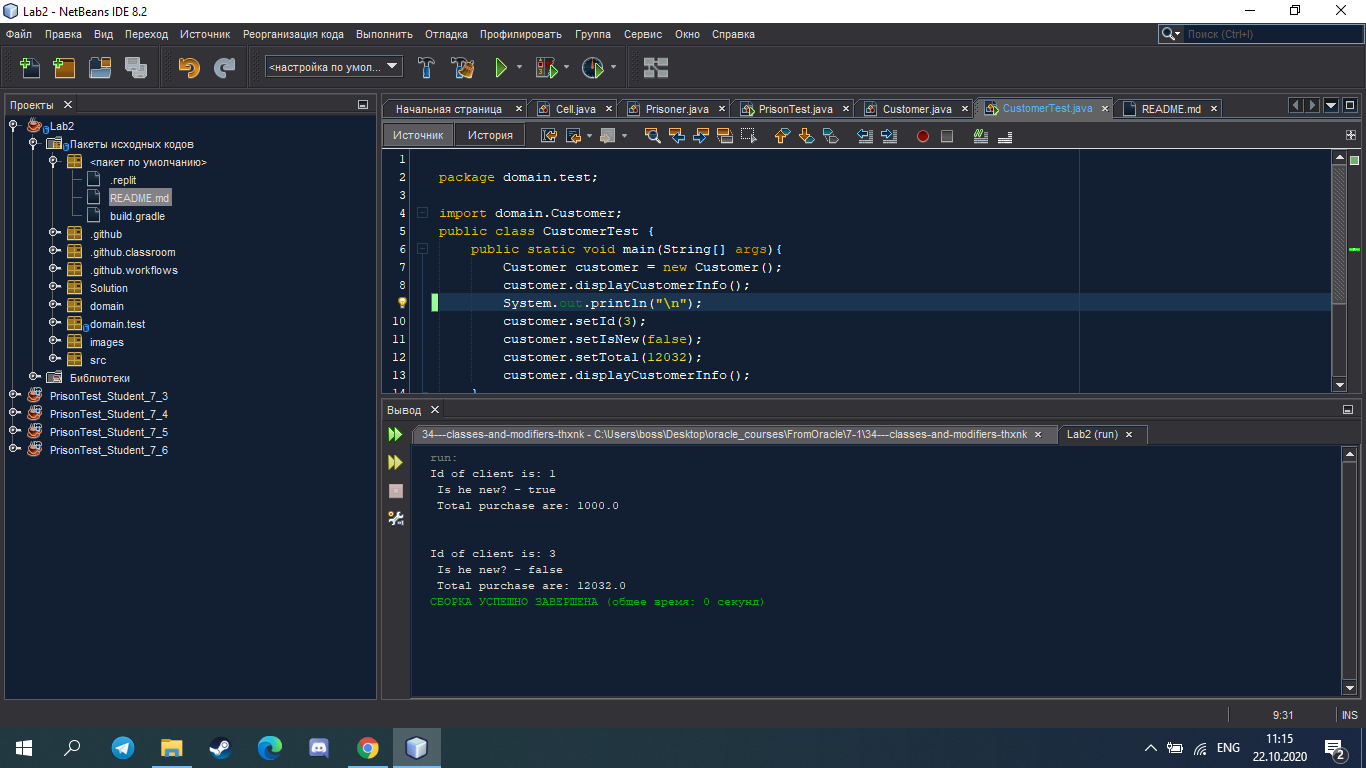 Lab2 - NetBeans IDE 8.2
Файл Правка Вид Переход Источник Реорганизация кода Выполнить Отладка Профилировать Группа Сервис Окно Справка
Поиск (Ctrl+I)
<настройка по умол...
Проекты
Lab2
Пакеты исходных кодов
<пакет по умолчанию>
.replit
README.md
build.gradle
.github
.github.classroom
.github.workflows
Solution
domain
domain.test
images
src
Библиотеки
PrisonTest_Student_7_3
PrisonTest_Student_7_4
PrisonTest_Student_7_5
PrisonTest_Student_7_6
Начальная страница Cell.java Prisoner.java PrisonTest.java Customer.java CustomerTest.java README.md
Источник История
1
2 package domain.test;
3
4 import domain.Customer;
5 public class CustomerTest {
6 public static void main(String[] args){
7 Customer customer = new Customer();
8 customer.displayCustomerInfo();
System.out.println("\n");
10 customer.setId(3);
11 customer.setIsNew(false);
12 customer.setTotal(12032);
13 customer.displayCustomerInfo();
14 }
Вывод
34---classes-and-modifiers-thxnk - C:\Users\boss\Desktop\oracle_courses\FromOracle\7-1\34---classes-and-modifiers-thxnk Lab2 (run)
run:
Id of client is: 1
Is he new? - true
Total purchase are: 1000.0
Id of client is: 3
Is he new? - false
Total purchase are: 12032.0
СБОРКА УСПЕШНО ЗАВЕРШЕНА (общее время: 0 секунд)
9:31 INS
ENG
11:15
22.10.2020
2